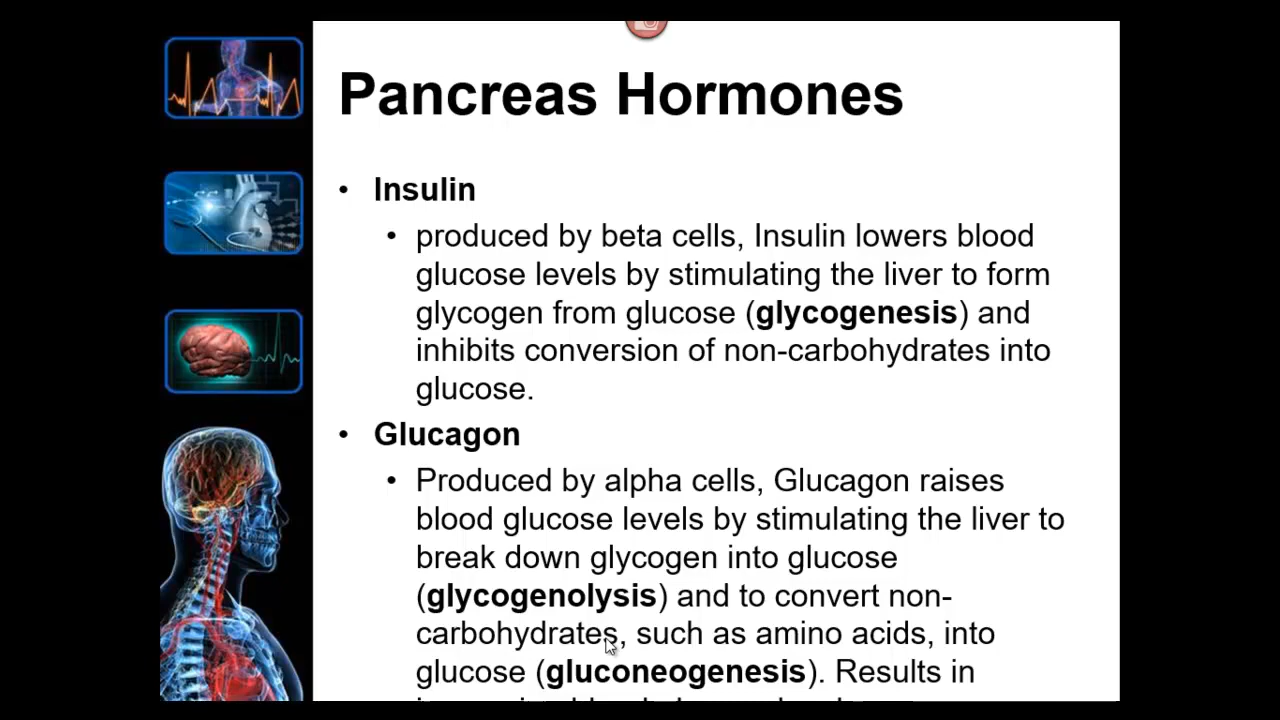 Pancreas Hormones
• Insulin
• produced by beta cells, Insulin lowers blood
glucose levels by stimulating the liver to form
glycogen from glucose (glycogenesis) and
inhibits conversion of non-carbohydrates into
glucose.
• Glucagon
• Produced by alpha cells, Glucagon raises
blood glucose levels by stimulating the liver to
break down glycogen into glucose
(glycogenolysis) and to convert non-
carbohydrates, such as amino acids, into
glucose (gluconeogenesis). Results in